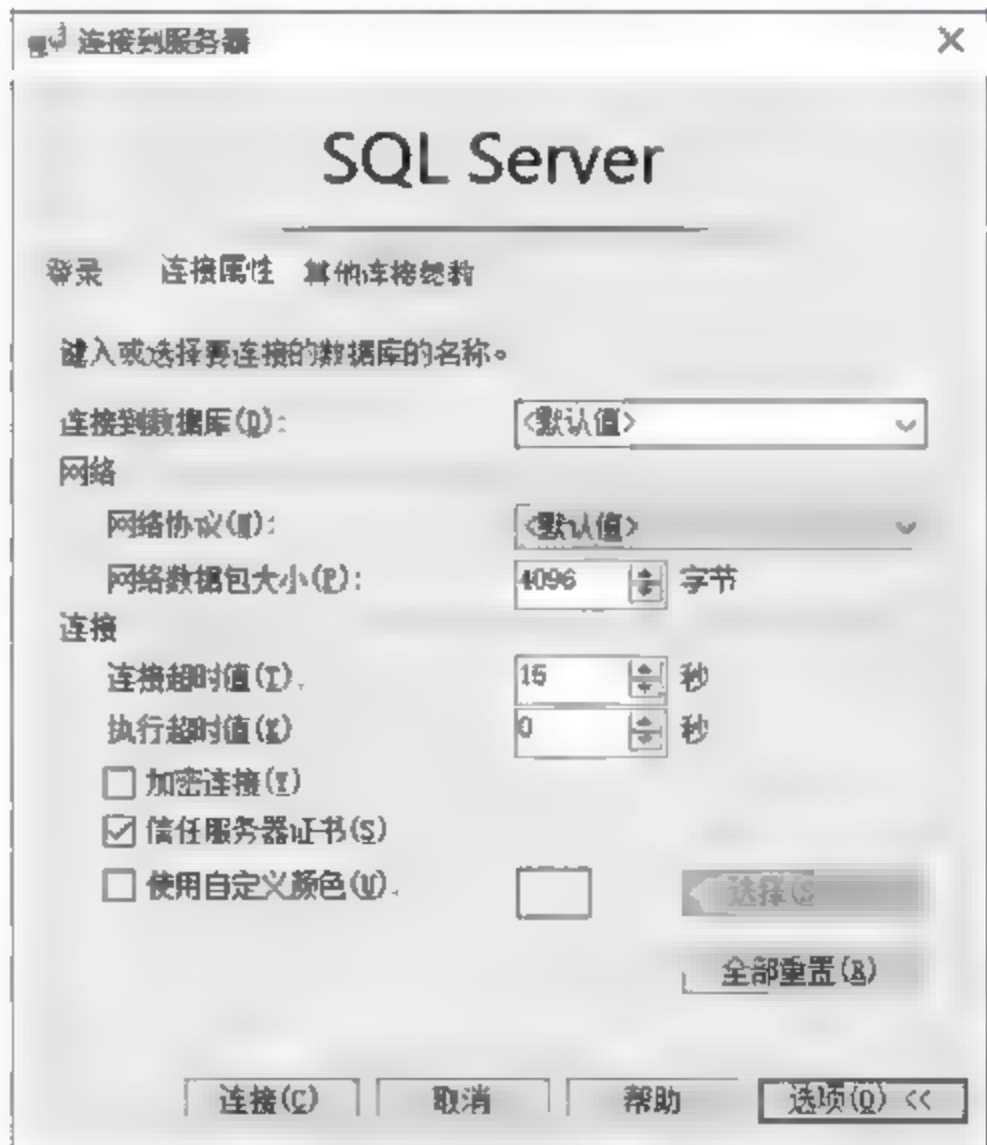 连接到服务器
SQL Server
登录 连接属性 其他连接参数
键入或选择要连接的数据库的名称。
连接到数据库(D): <默认值>
网络
网络协议(N): <默认值>
网络数据包大小(P): 4096 字节
连接
连接超时值(T): 15 秒
执行超时值(X) 0 秒
加密连接(Y)
信任服务器证书(S)
使用自定义颜色(U): 选择(S
全部重置(R)
连接(C) 取消 帮助 选项(O) <<